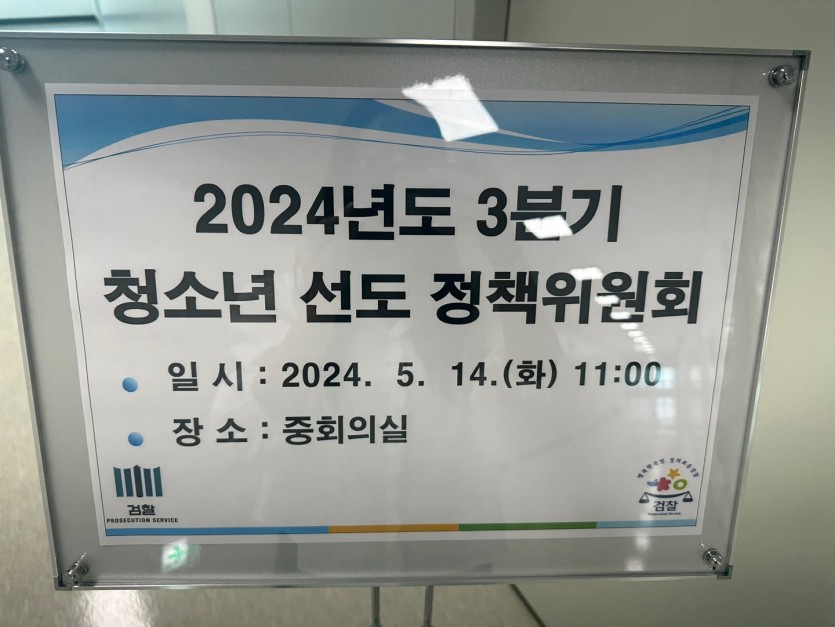 2024년도 3분기
청소년 선도 정책위원회
일 시 : 2024. 5. 14.(화) 11:00
장 소 : 중회의실
검찰
PROSECUTION SERVICE
검찰